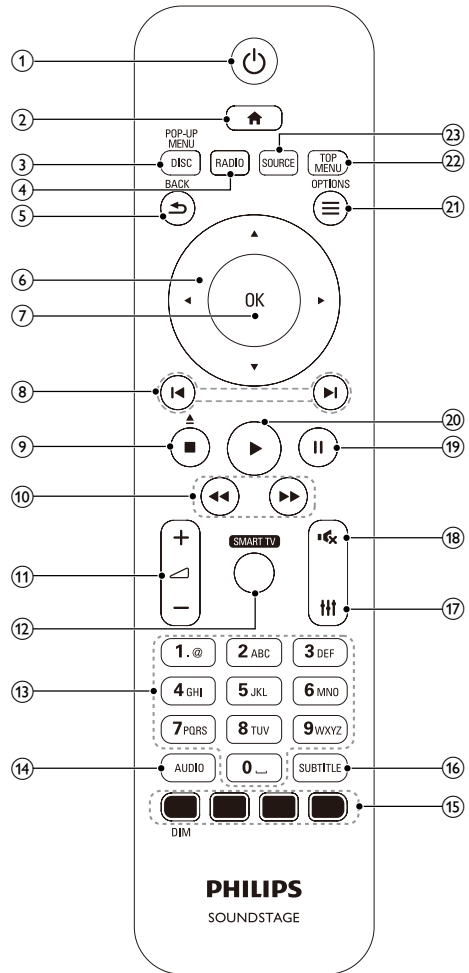 1
2
POP-UP
MENU
23
3
DISC
RADIO
SOURCE
TOP
MENU
22
4
BACK
OPTIONS
5
21
6
7
OK
8
20
9
19
10
SMART TV
18
11
12
17
1.@
2 ABC
3 DEF
13
4 GHI
5 JKL
6 MNO
7 PQRS
8 TUV
9 WXYZ
14
AUDIO
0
SUBTITLE
16
15
DIM
PHILIPS
SOUNDSTAGE